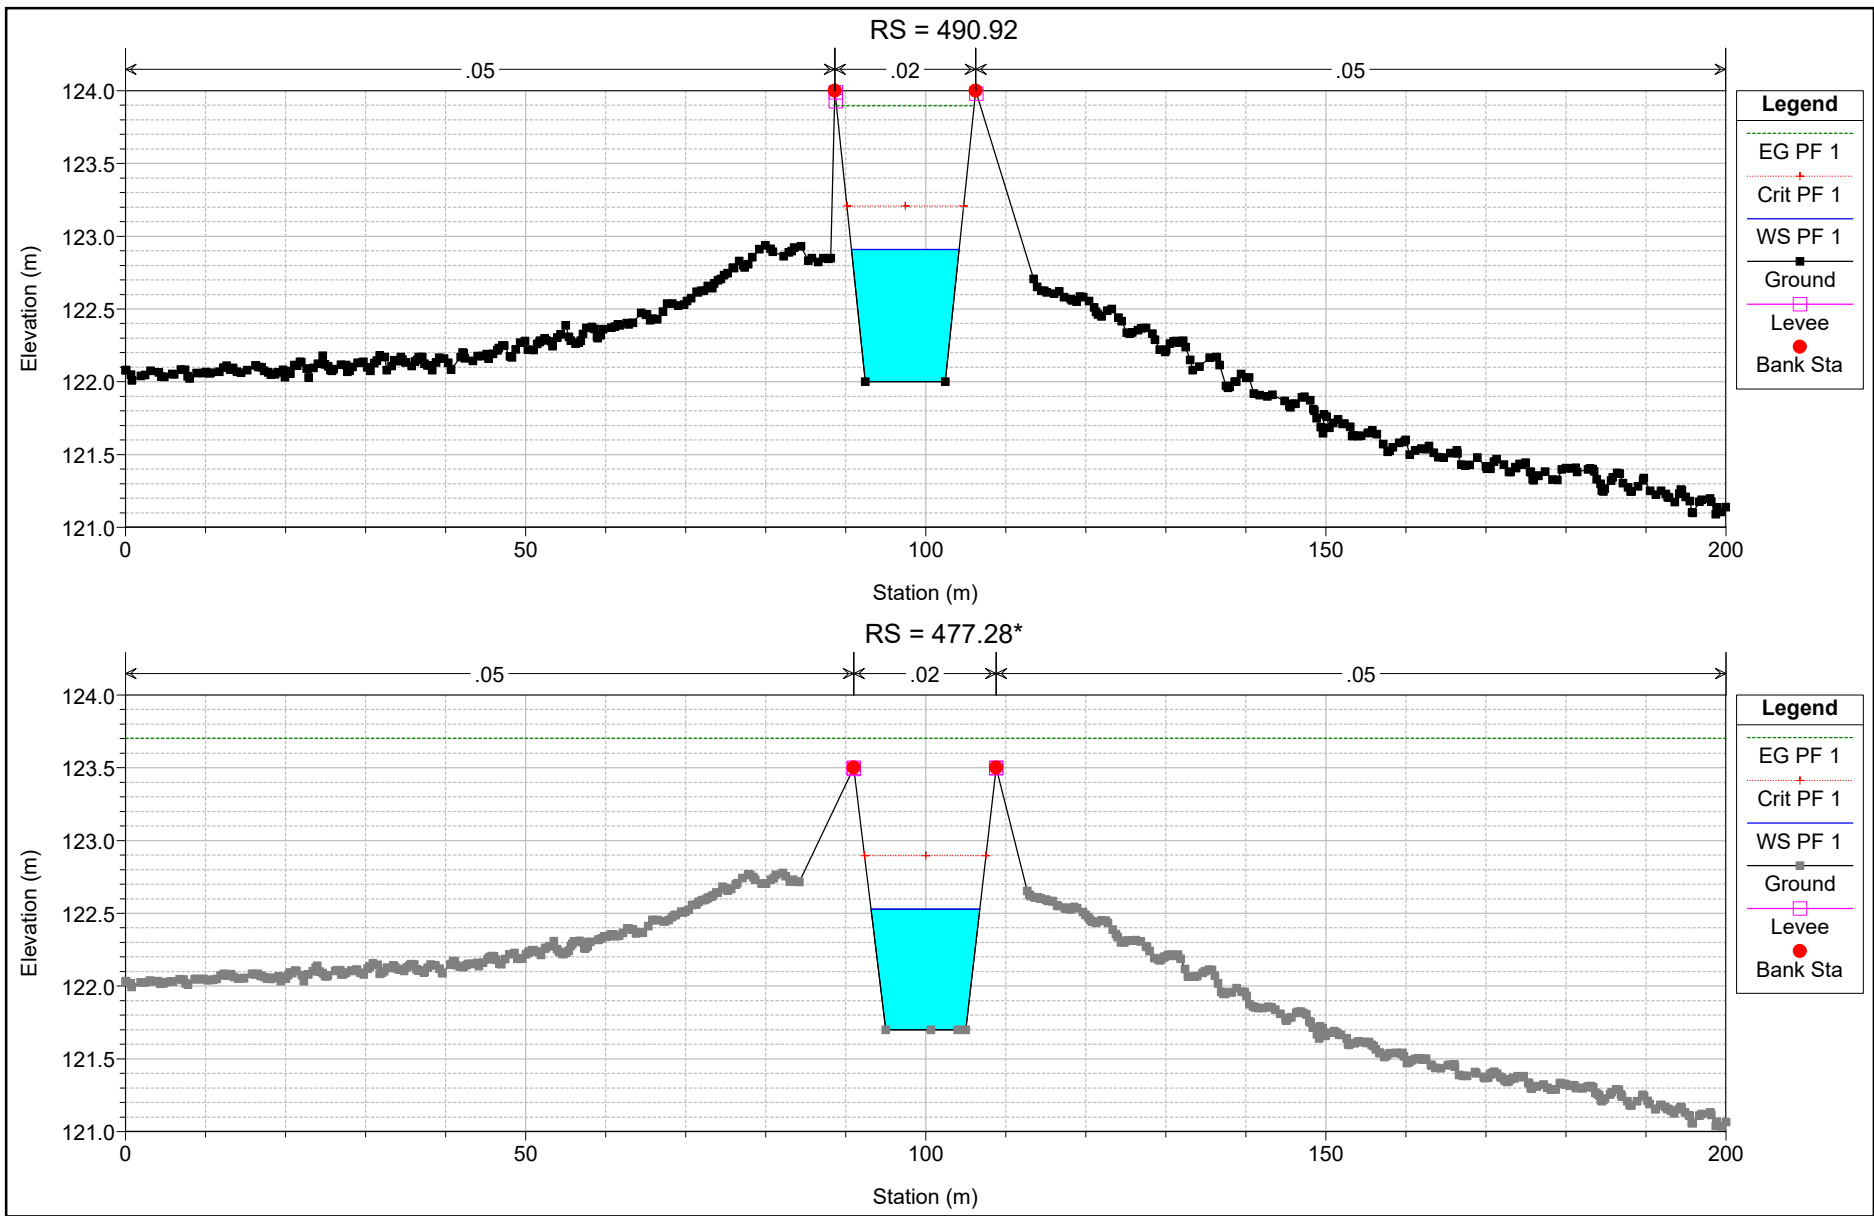 RS = 490.92
.05 .02 .05
124.0
123.5
123.0
122.5
122.0
121.5
121.0
Elevation (m)
0 50 100 150 200
Station (m)
Legend
EG PF 1
Crit PF 1
WS PF 1
Ground
Levee
Bank Sta
RS = 477.28*
.05 .02 .05
124.0
123.5
123.0
122.5
122.0
121.5
121.0
Elevation (m)
0 50 100 150 200
Station (m)
Legend
EG PF 1
Crit PF 1
WS PF 1
Ground
Levee
Bank Sta